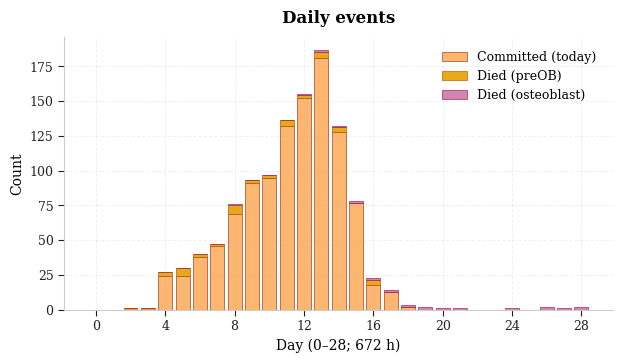 Daily events
Committed (today)
Died (preOB)
Died (osteoblast)
Count
175
150
125
100
75
50
25
0
0 4 8 12 16 20 24 28
Day (0–28; 672 h)